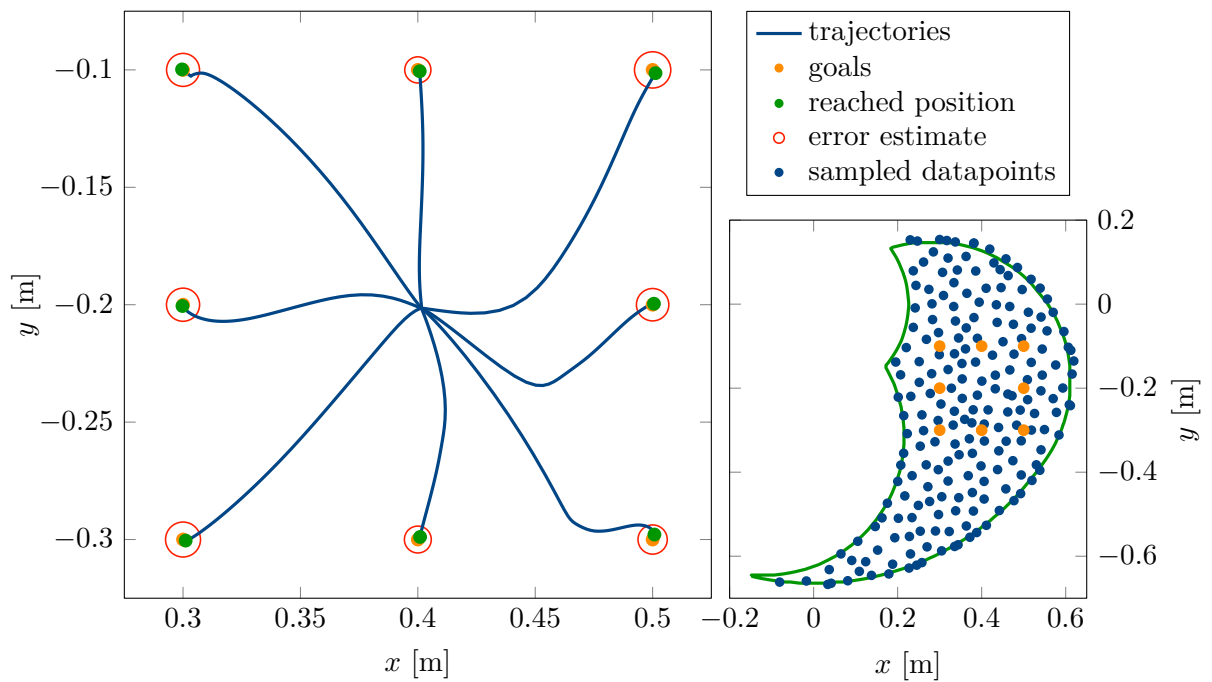 −0.1
−0.15
−0.2
−0.25
−0.3
y [m]
0.3 0.35 0.4 0.45 0.5
x [m]
trajectories
goals
reached position
error estimate
sampled datapoints
0.2
0
−0.2
−0.4
−0.6
y [m]
−0.2 0 0.2 0.4 0.6
x [m]